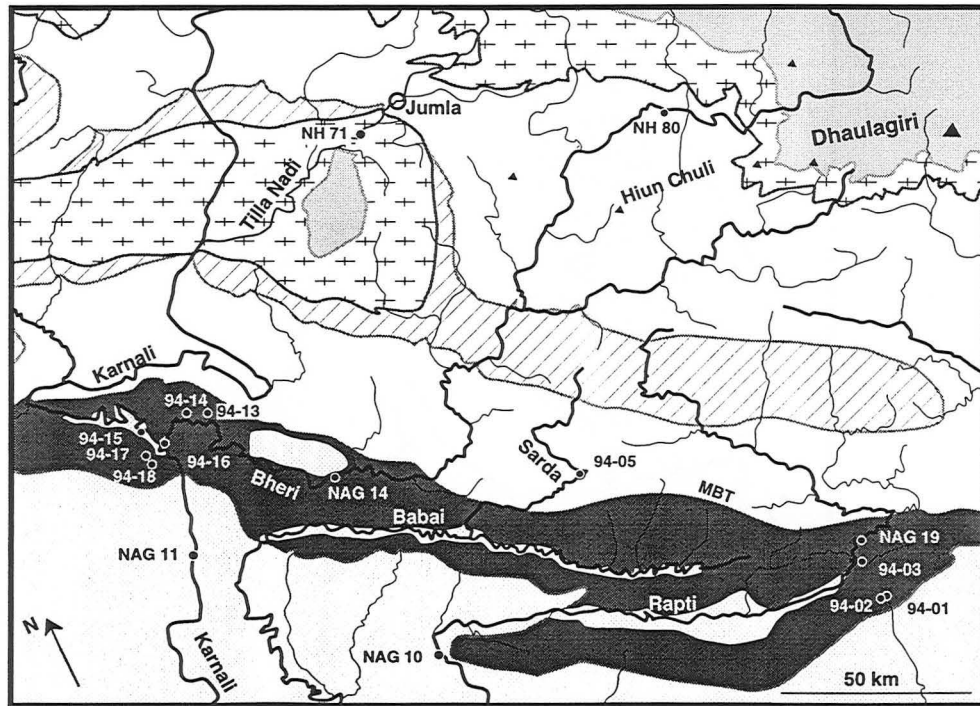 Jumla
NH 71
NH 80
Dhaulagiri
Tilla Nadi
Hiun Chuli
Karnali
94-14
94-13
94-15
94-17
94-16
94-18
Bheri
NAG 14
Sarda
94-05
MBT
Babai
NAG 11
NAG 19
94-03
Rapti
94-02
94-01
N
Karnali
NAG 10
50 km